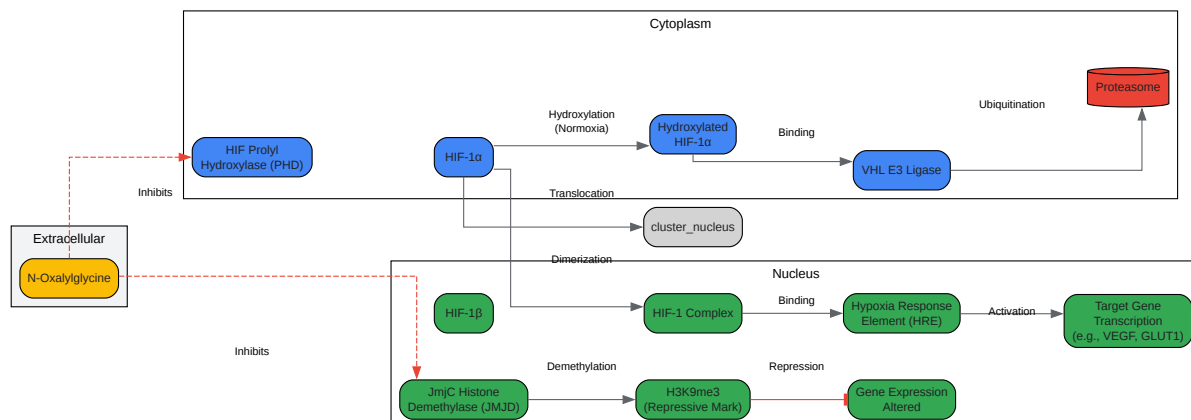 Cytoplasm
Proteasome
Ubiquitination
Hydroxylation
(Normoxia)
Hydroxylated
HIF-1α
Binding
HIF Prolyl
Hydroxylase (PHD)
HIF-1α
VHL E3 Ligase
Inhibits
Translocation
cluster_nucleus
Extracellular
N-Oxalylglycine
Dimerization
Nucleus
HIF-1β
HIF-1 Complex
Binding
Hypoxia Response
Element (HRE)
Activation
Target Gene
Transcription
(e.g., VEGF, GLUT1)
Inhibits
JmjC Histone
Demethylase (JMJD)
Demethylation
H3K9me3
(Repressive Mark)
Repression
Gene Expression
Altered